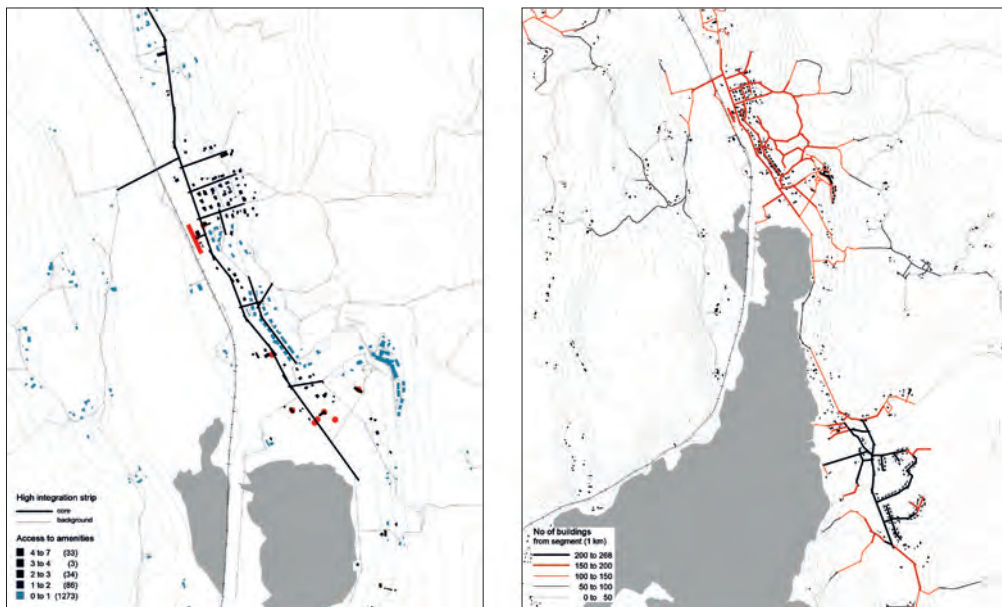 High integration strip
core
background
Access to amenities
4 to 7 (33)
3 to 4 (3)
2 to 3 (34)
1 to 2 (86)
0 to 1 (1273)
No of buildings
from segment (1 km)
200 to 268
150 to 200
100 to 150
50 to 100
0 to 50